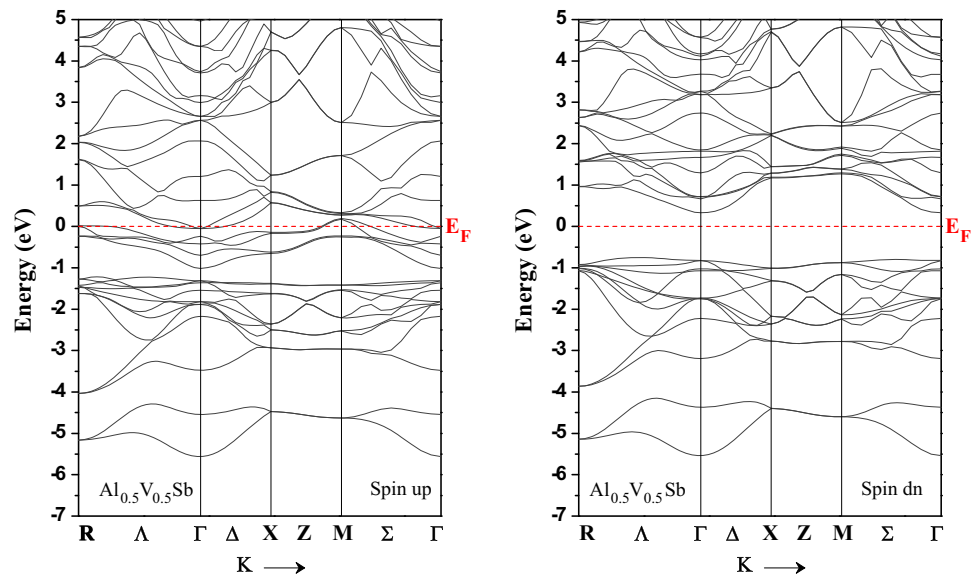 Energy (eV)
5
4
3
2
1
0
-1
-2
-3
-4
-5
-6
-7
E_F
Al0.5V0.5Sb
Spin up
R Λ Γ Δ X Z M Σ Γ
K →
Energy (eV)
5
4
3
2
1
0
-1
-2
-3
-4
-5
-6
-7
E_F
Al0.5V0.5Sb
Spin dn
R Λ Γ Δ X Z M Σ Γ
K →